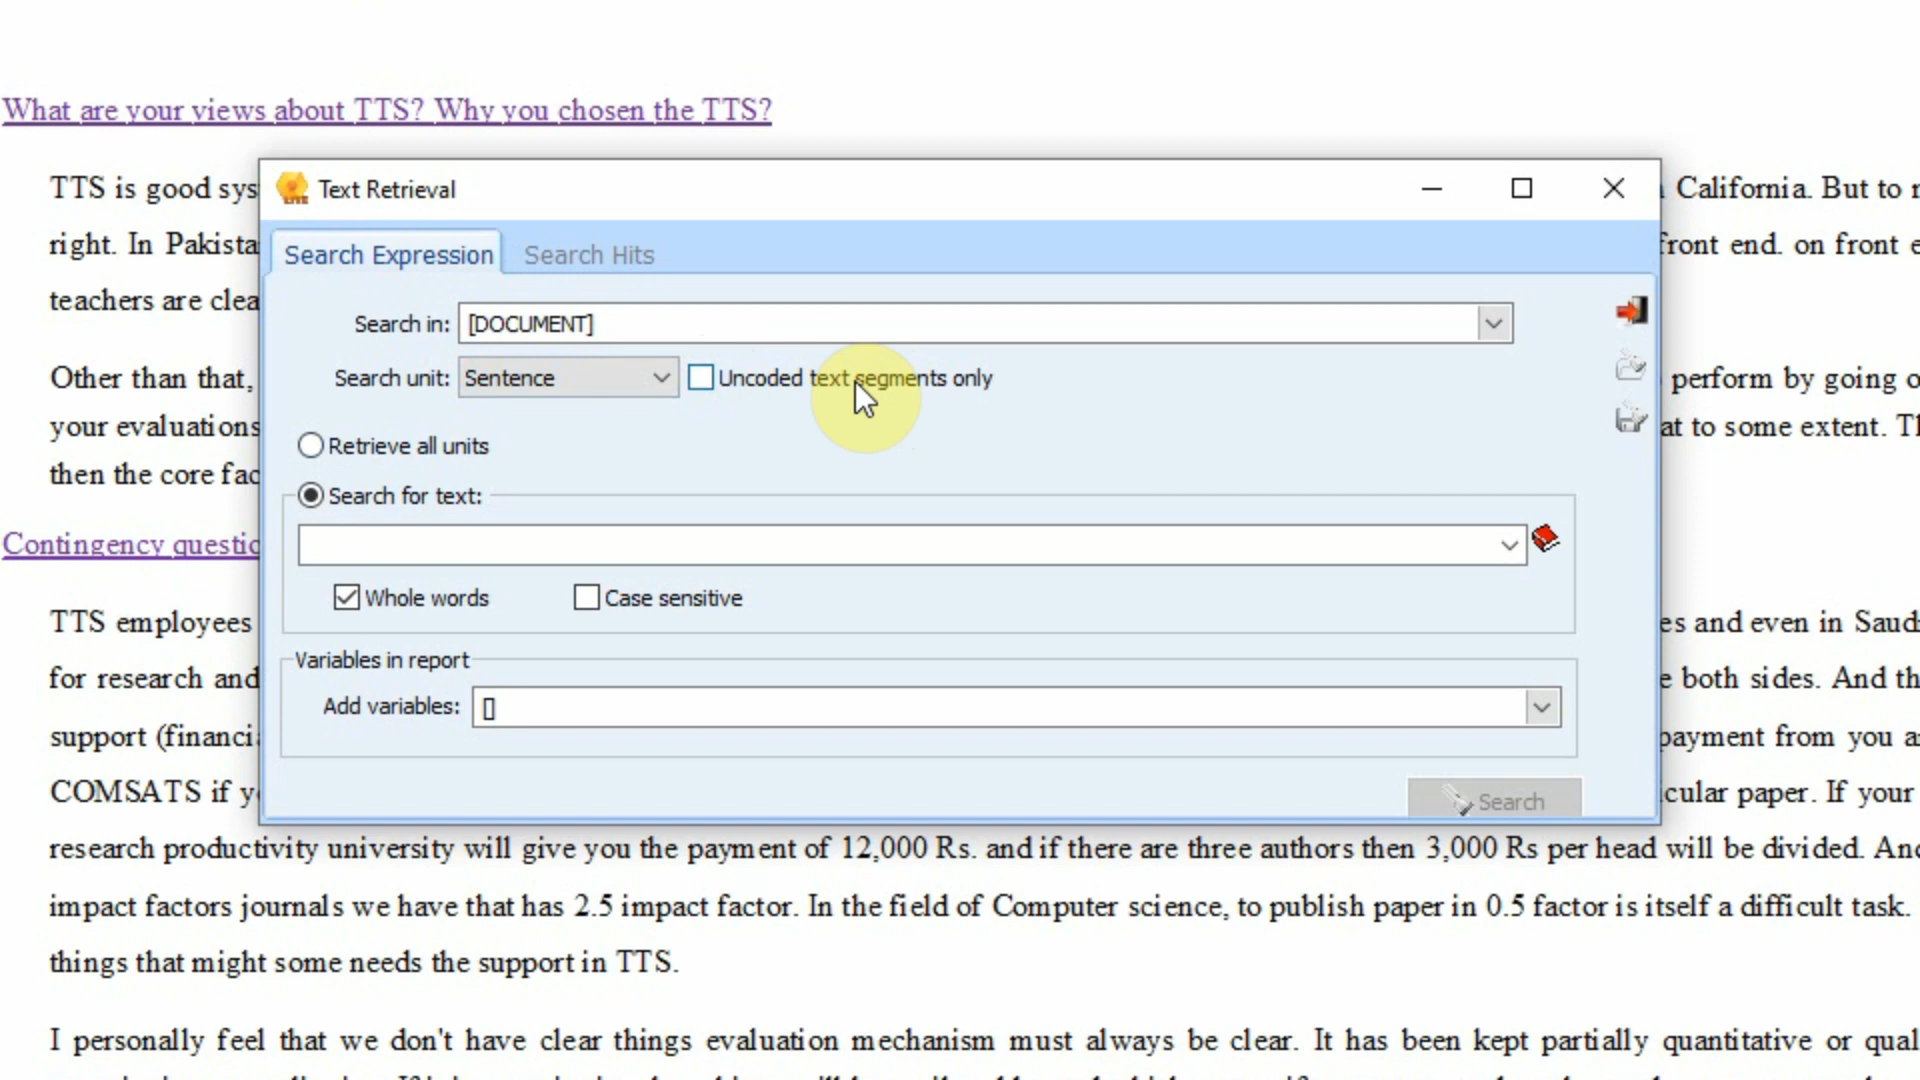 What are your views about TTS? Why you chosen the TTS?
TTS is good sys
California. But to
Text Retrieval
right. In Pakista
front end. on front e
Search Expression
Search Hits
teachers are clea
Search in: [DOCUMENT]
Search unit: Sentence
Uncoded text segments only
Other than that,
perform by going o
your evaluations
at to some extent.
Retrieve all units
then the core fac
Search for text:
Contingency questio
Whole words
Case sensitive
TTS employees
es and even in Saud
Variables in report
for research and
e both sides. And th
Add variables: []
support (financi
payment from you a
COMSATS if y
Search
icular paper. If your
research productivity university will give you the payment of 12,000 Rs. and if there are three authors then 3,000 Rs per head will be divided. And
impact factors journals we have that has 2.5 impact factor. In the field of Computer science, to publish paper in 0.5 factor is itself a difficult task.
things that might some needs the support in TTS.
I personally feel that we don't have clear things evaluation mechanism must always be clear. It has been kept partially quantitative or qual